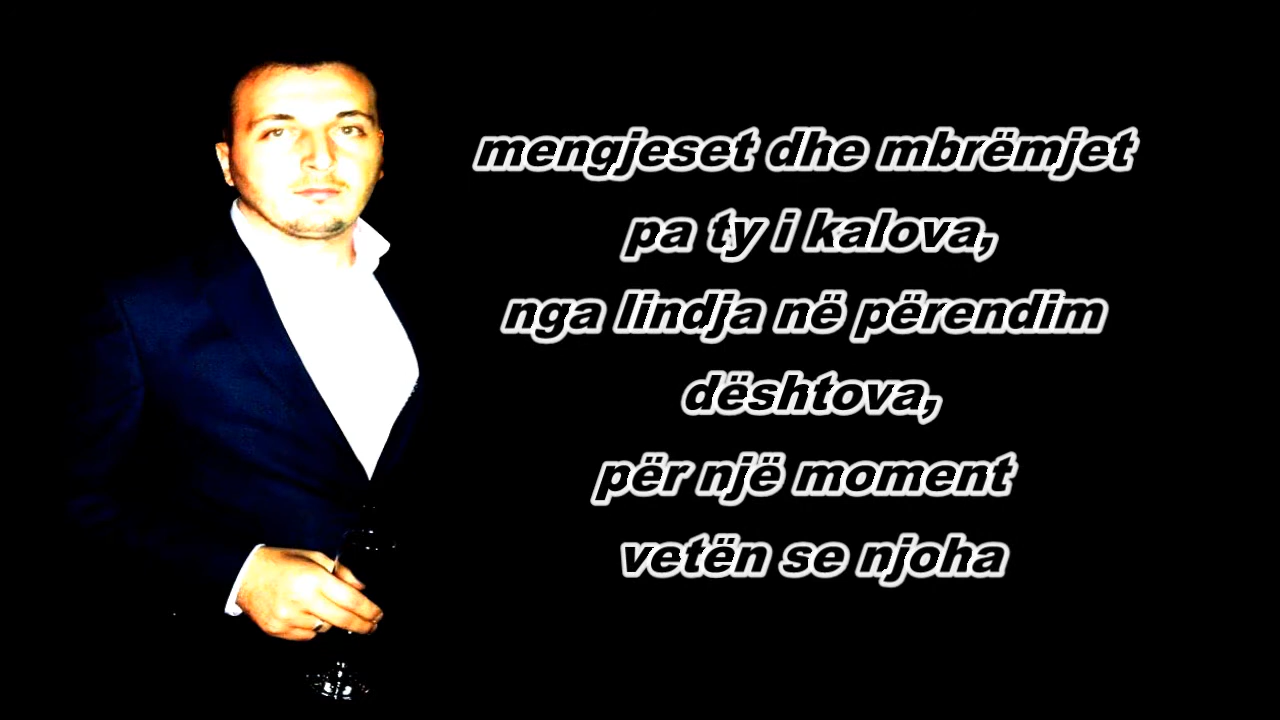 mengjeset dhe mbrëmjet
pa ty i kalova,
nga lindja në përendim
dështova,
për një moment
vetën se njoha